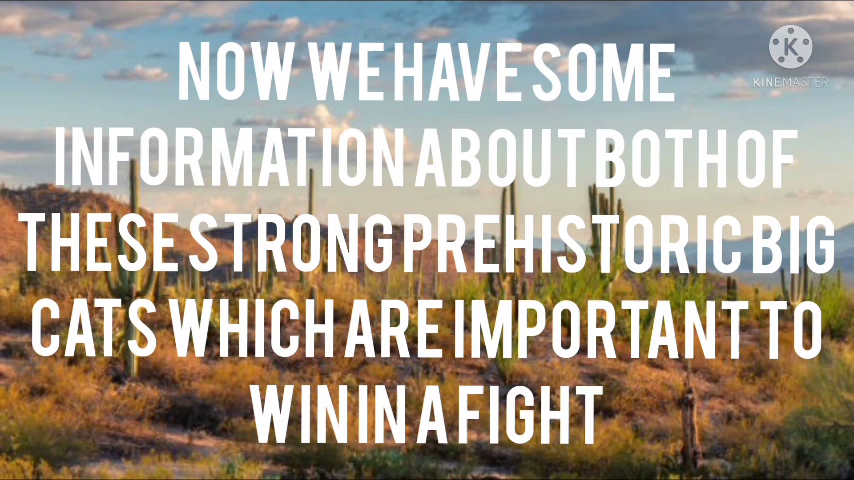 NOW WE HAVE SOME
INFORMATION ABOUT BOTH OF
THESE STRONG PREHISTORIC BIG
CATS WHICH ARE IMPORTANT TO
WIN IN A FIGHT
K
KINEMASTER